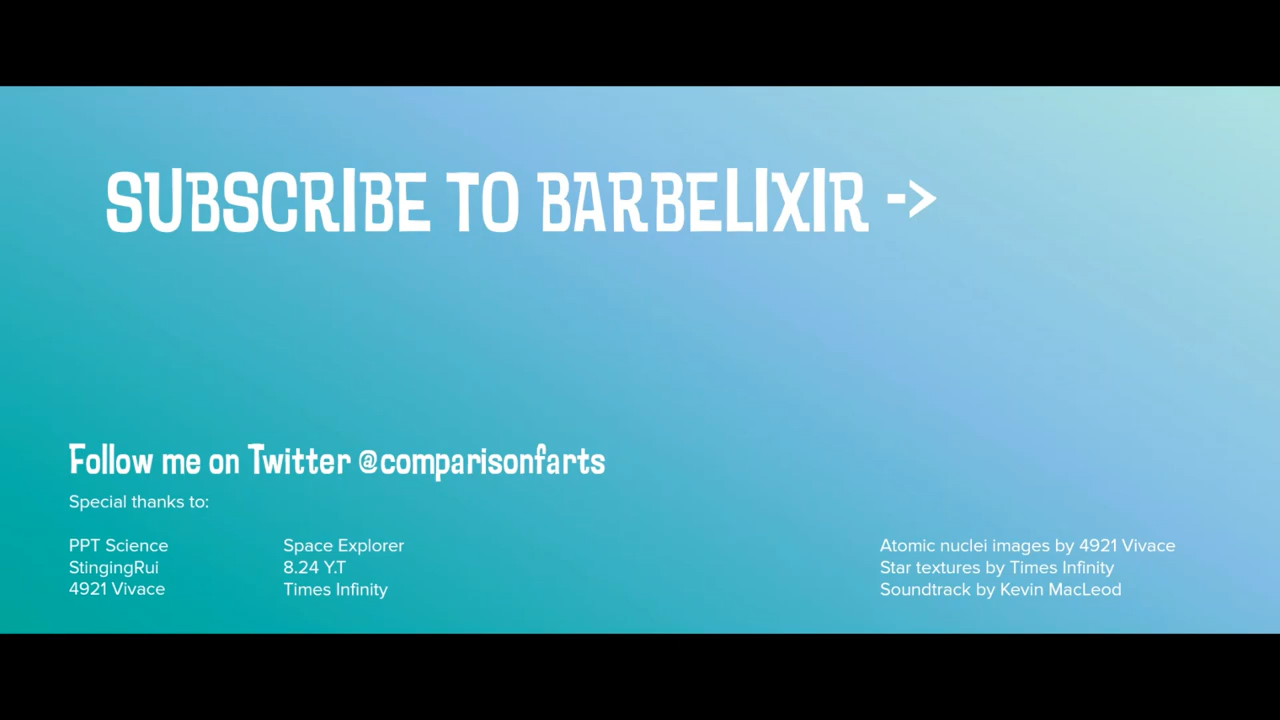 SUBSCRIBE TO BARBELIXIR ->
Follow me on Twitter @comparisonfarts
Special thanks to:
PPT Science
StingingRui
4921 Vivace
Space Explorer
8.24 Y.T
Times Infinity
Atomic nuclei images by 4921 Vivace
Star textures by Times Infinity
Soundtrack by Kevin MacLeod